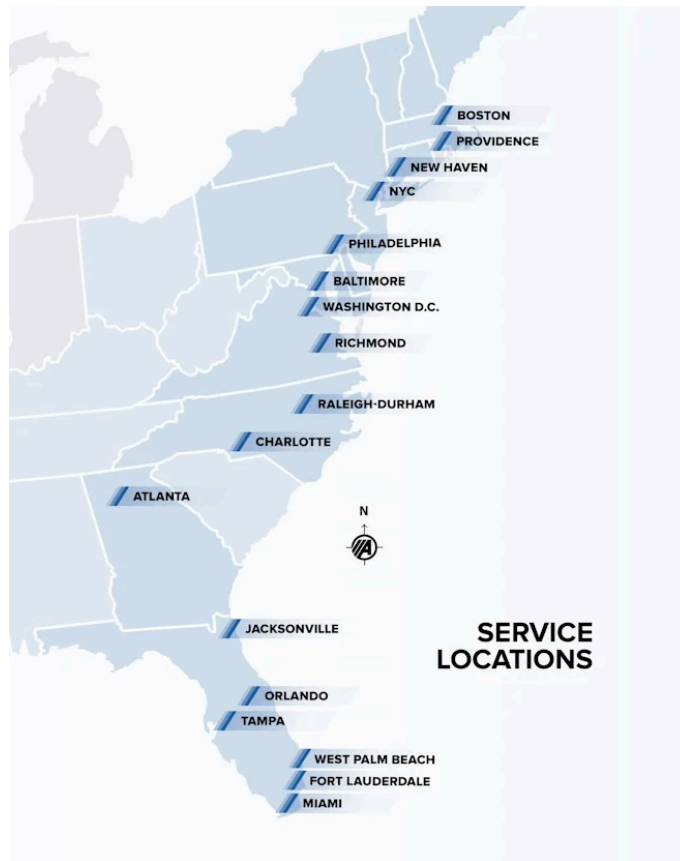 BOSTON
PROVIDENCE
NEW HAVEN
NYC
PHILADELPHIA
BALTIMORE
WASHINGTON D.C.
RICHMOND
RALEIGH-DURHAM
CHARLOTTE
ATLANTA
N
A
JACKSONVILLE
SERVICE
LOCATIONS
ORLANDO
TAMPA
WEST PALM BEACH
FORT LAUDERDALE
MIAMI